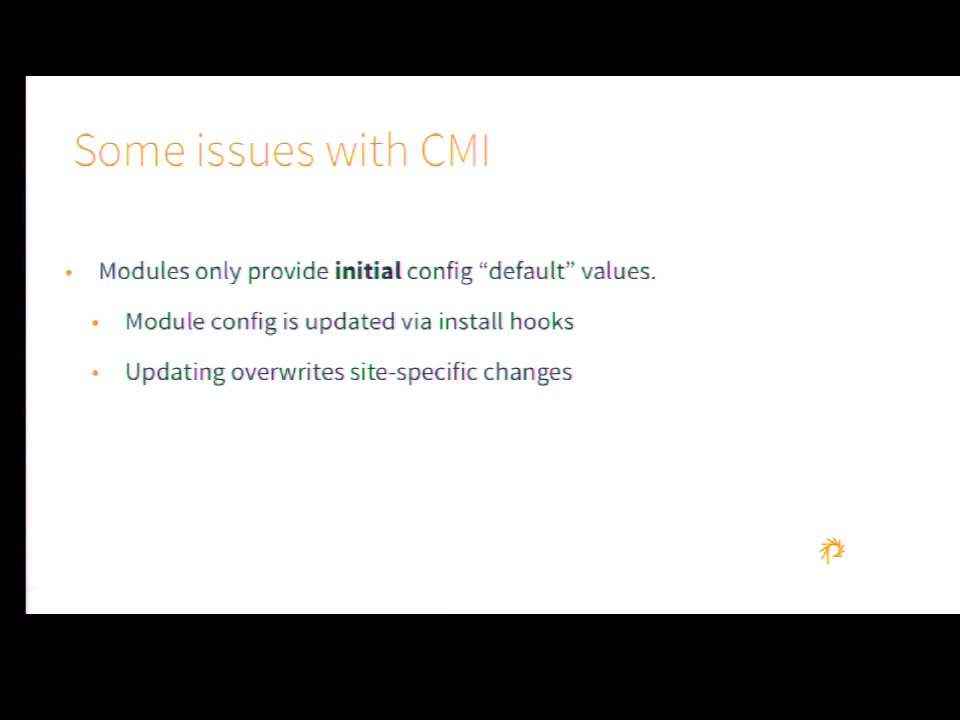 Some issues with CMI
• Modules only provide initial config “default” values.
• Module config is updated via install hooks
• Updating overwrites site-specific changes